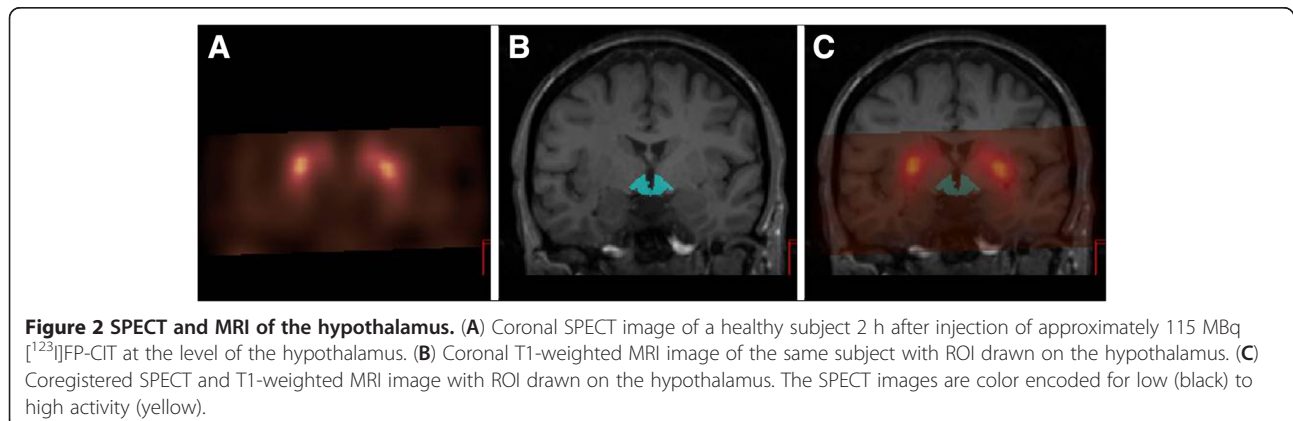 A
B
C
Figure 2 SPECT and MRI of the hypothalamus. (A) Coronal SPECT image of a healthy subject 2 h after injection of approximately 115 MBq
[¹²³I]FP-CIT at the level of the hypothalamus. (B) Coronal T1-weighted MRI image of the same subject with ROI drawn on the hypothalamus. (C)
Coregistered SPECT and T1-weighted MRI image with ROI drawn on the hypothalamus. The SPECT images are color encoded for low (black) to
high activity (yellow).